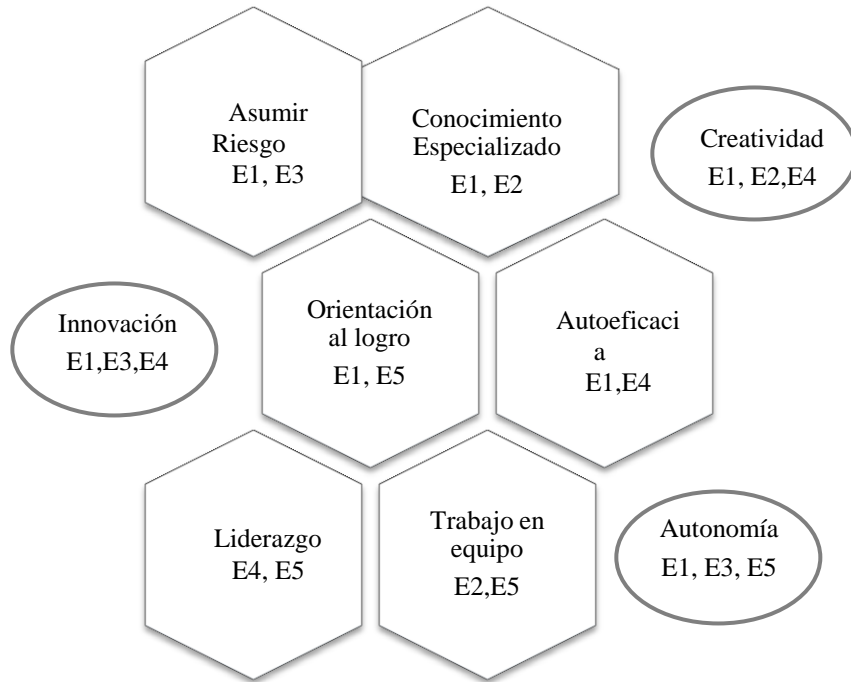 Asumir
Riesgo
E1, E3
Conocimiento
Especializado
E1, E2
Creatividad
E1, E2,E4
Innovación
E1,E3,E4
Orientación
al logro
E1, E5
Autoeficaci
a
E1,E4
Liderazgo
E4, E5
Trabajo en
equipo
E2,E5
Autonomía
E1, E3, E5